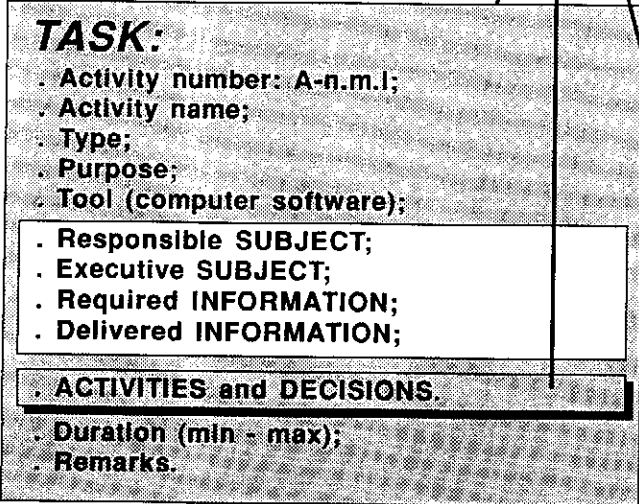 TASK:
. Activity number: A-n.m.l;
. Activity name;
. Type;
. Purpose;
. Tool (computer software);
. Responsible SUBJECT;
. Executive SUBJECT;
. Required INFORMATION;
. Delivered INFORMATION;
. ACTIVITIES and DECISIONS.
. Duration (min - max);
. Remarks.